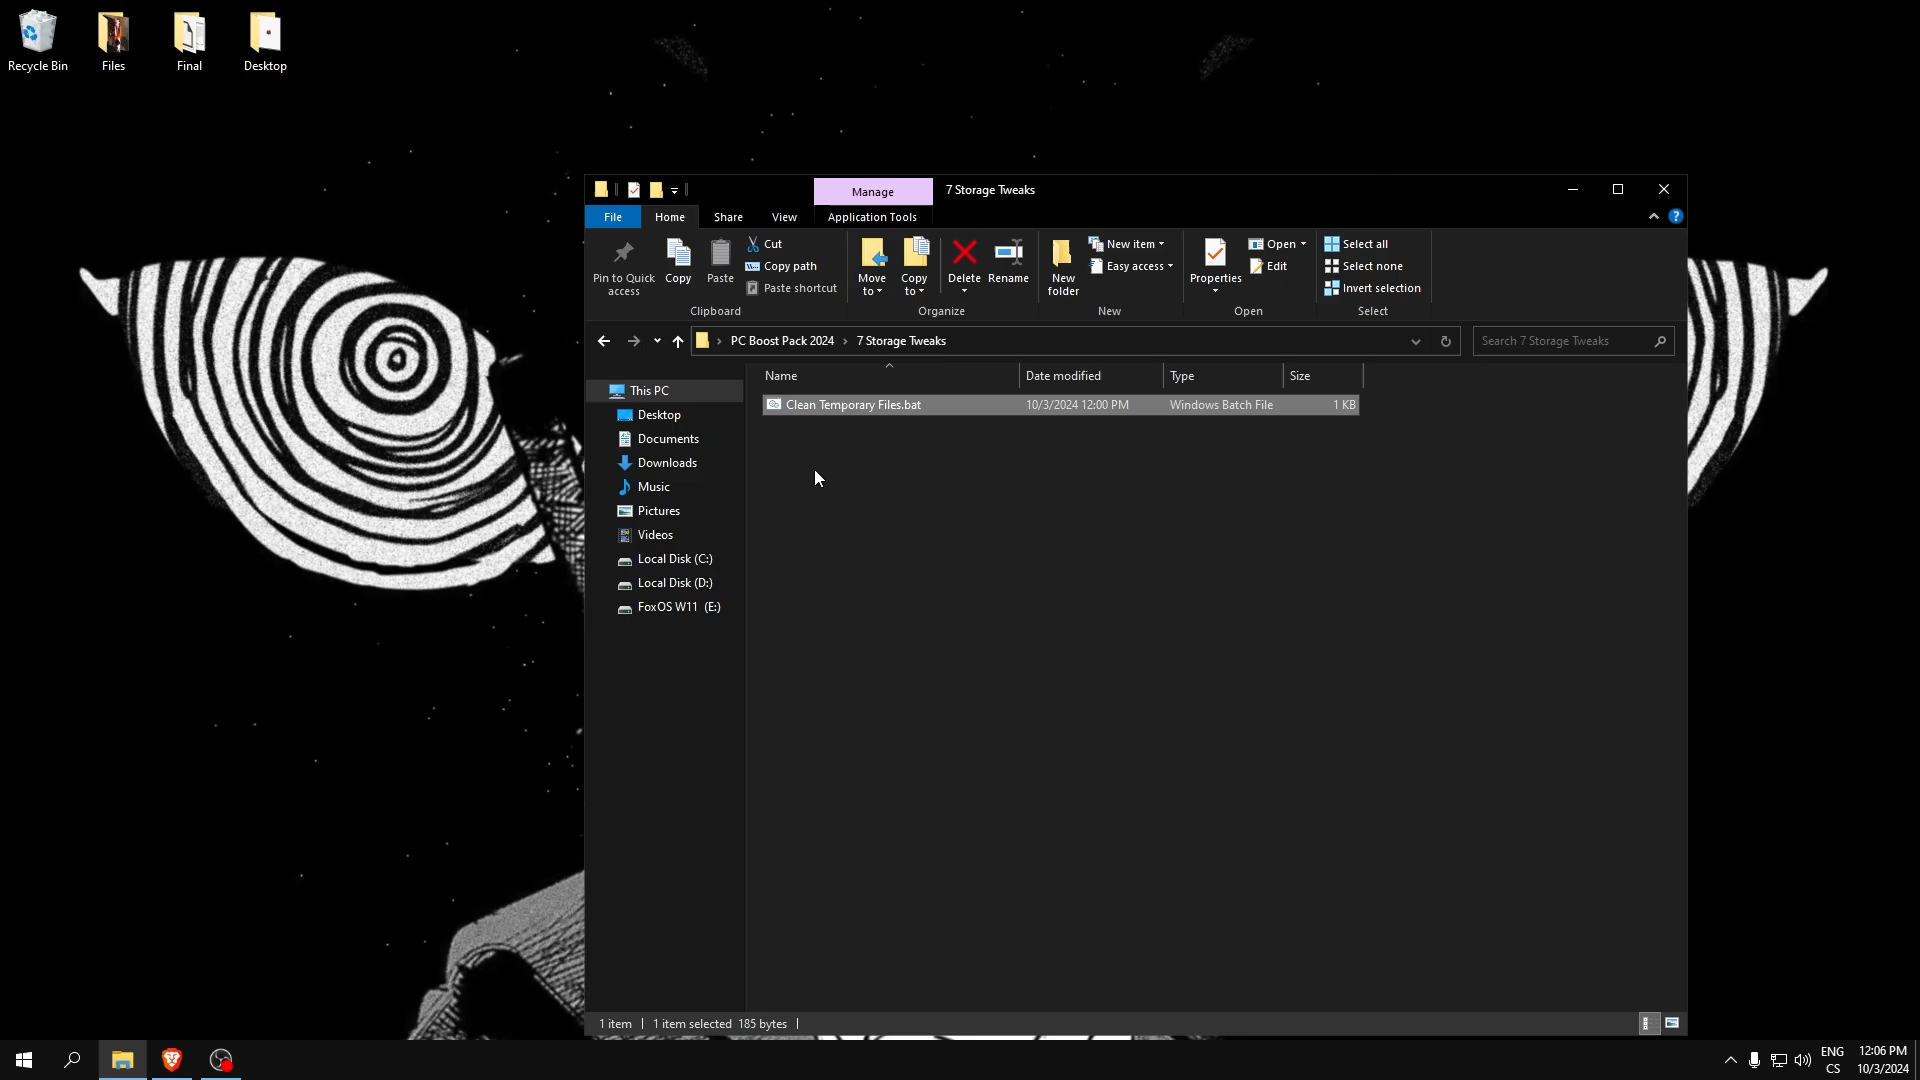 Recycle Bin
Files
Final
Desktop
Manage
7 Storage Tweaks
File
Home
Share
View
Application Tools
Pin to Quick access
Copy
Paste
Cut
Copy path
Paste shortcut
Clipboard
Move to
Copy to
Delete
Rename
Organize
New folder
New item
Easy access
New
Properties
Open
Edit
Open
Select all
Select none
Invert selection
Select
PC Boost Pack 2024 › 7 Storage Tweaks
Search 7 Storage Tweaks
Name
Date modified
Type
Size
Clean Temporary Files.bat
10/3/2024 12:00 PM
Windows Batch File
1 KB
This PC
Desktop
Documents
Downloads
Music
Pictures
Videos
Local Disk (C:)
Local Disk (D:)
FoxOS W11 (E:)
1 item
1 item selected 185 bytes
ENG
CS
12:06 PM
10/3/2024